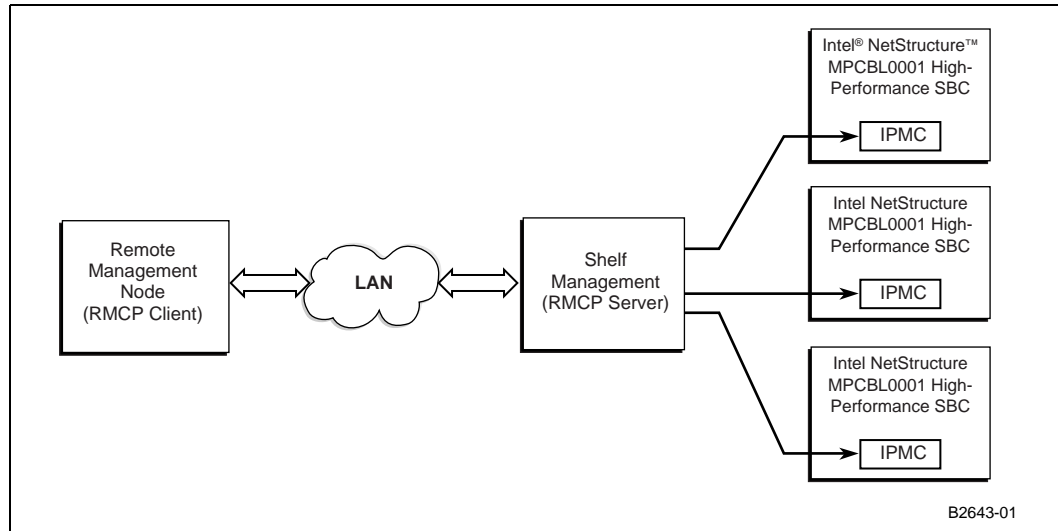 Remote
Management
Node
(RMCP Client)
LAN
Shelf
Management
(RMCP Server)
Intel® NetStructure™
MPCBL0001 High-
Performance SBC
IPMC
Intel NetStructure
MPCBL0001 High-
Performance SBC
IPMC
Intel NetStructure
MPCBL0001 High-
Performance SBC
IPMC
B2643-01